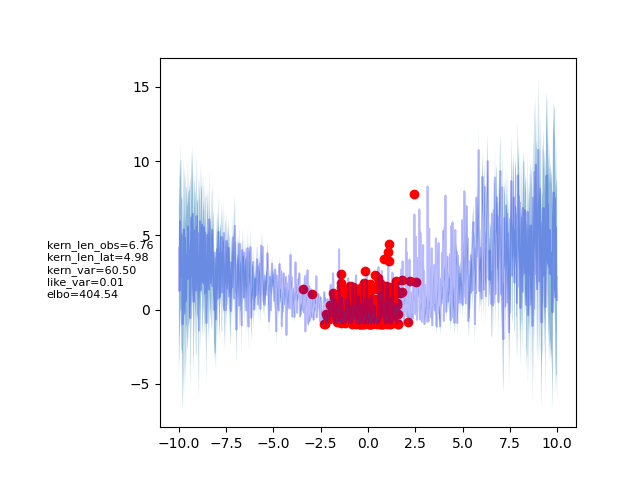 15
10
5
0
−5
kern_len_obs=6.76
kern_len_lat=4.98
kern_var=60.50
like_var=0.01
elbo=404.54
−10.0 −7.5 −5.0 −2.5 0.0 2.5 5.0 7.5 10.0